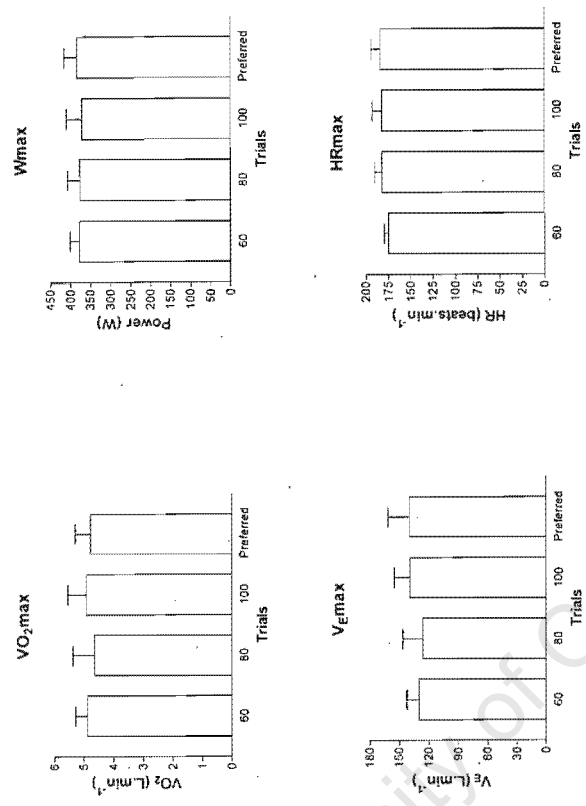 VO₂max
VO₂ (L.min⁻¹)
6
5
4
3
2
1
0
60
80
100
Preferred
Trials
Wmax
Power (W)
450
400
350
300
250
200
150
100
50
0
60
80
100
Preferred
Trials
VEmax
VE (L.min⁻¹)
180
150
120
90
60
30
0
60
80
100
Preferred
Trials
HRmax
HR (beats.min⁻¹)
200
175
150
125
100
75
50
25
0
60
80
100
Preferred
Trials
ity of C